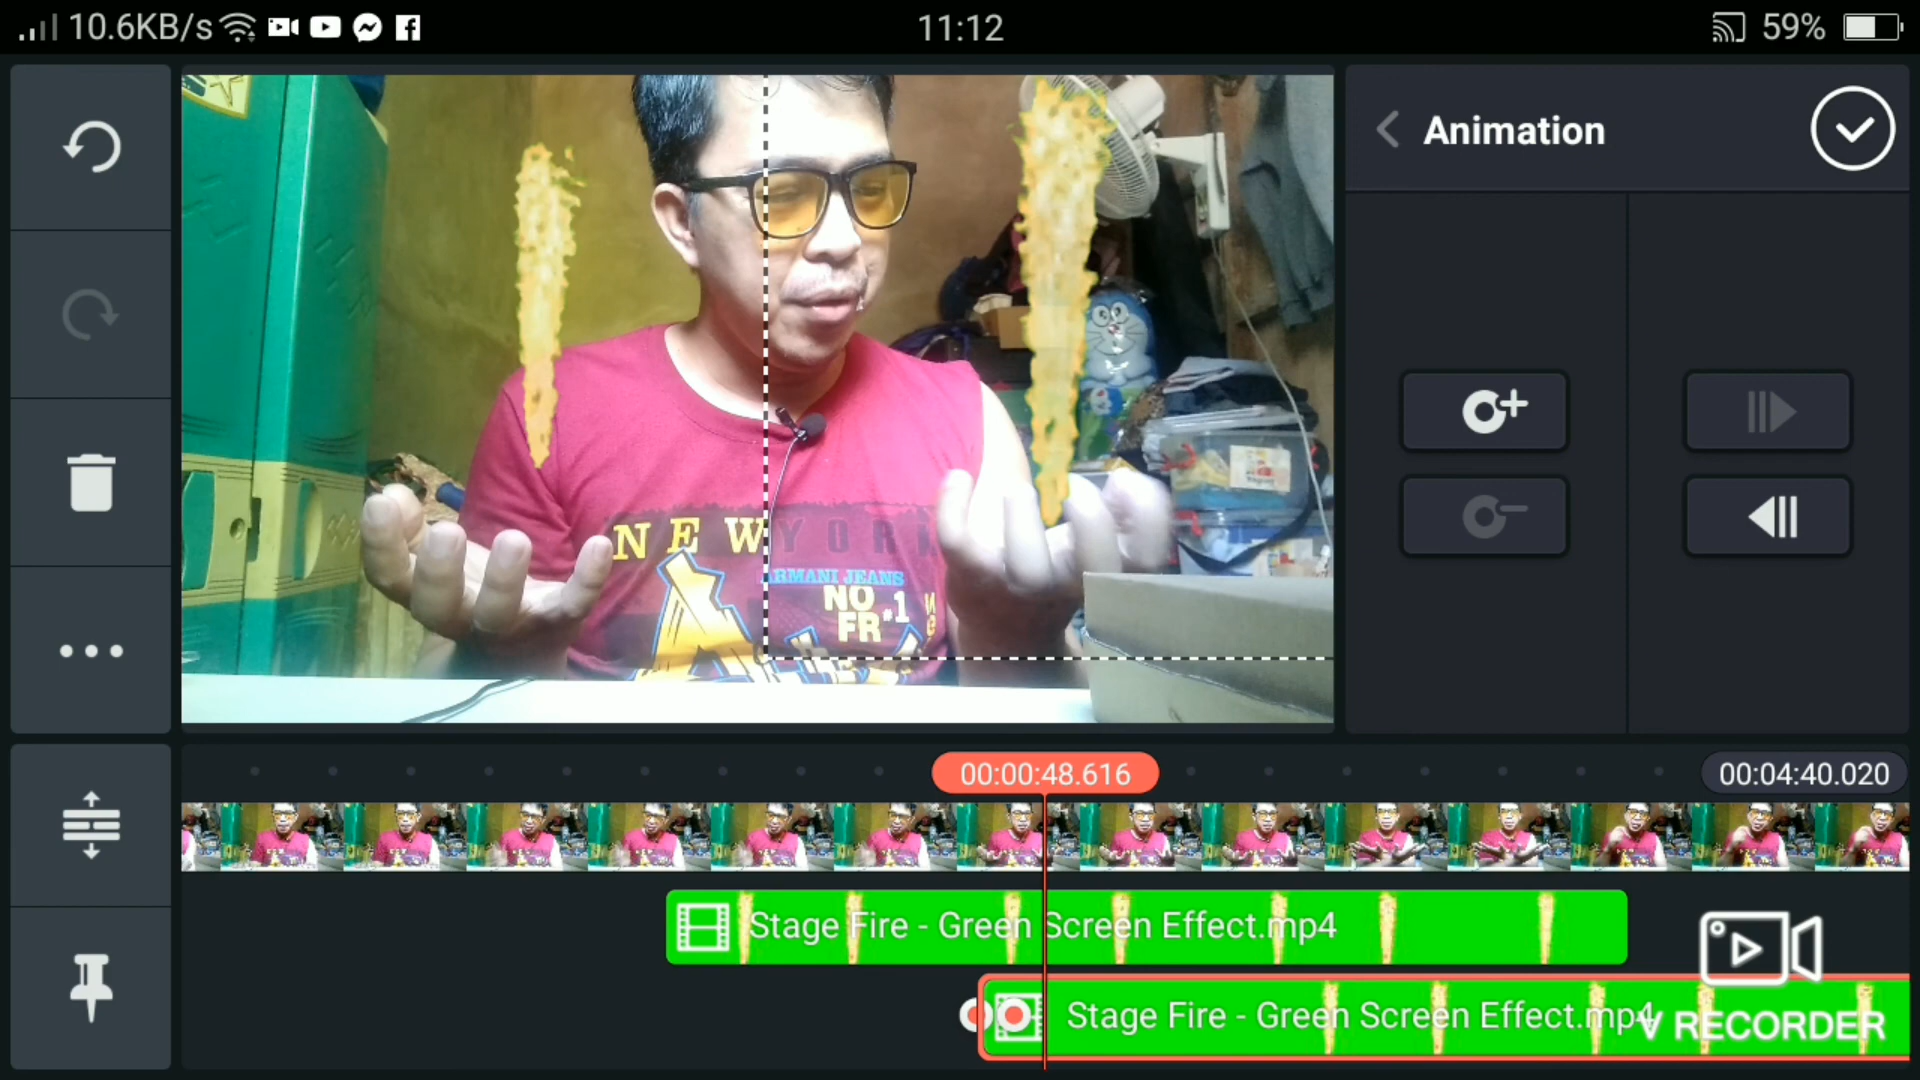 10.6KB/s
11:12
59%
Animation
NEW YORK
ARMANI JEANS
NO #1
FR
00:00:48.616
00:04:40.020
Stage Fire - Green Screen Effect.mp4
Stage Fire - Green Screen Effect.mp4
V RECORDER